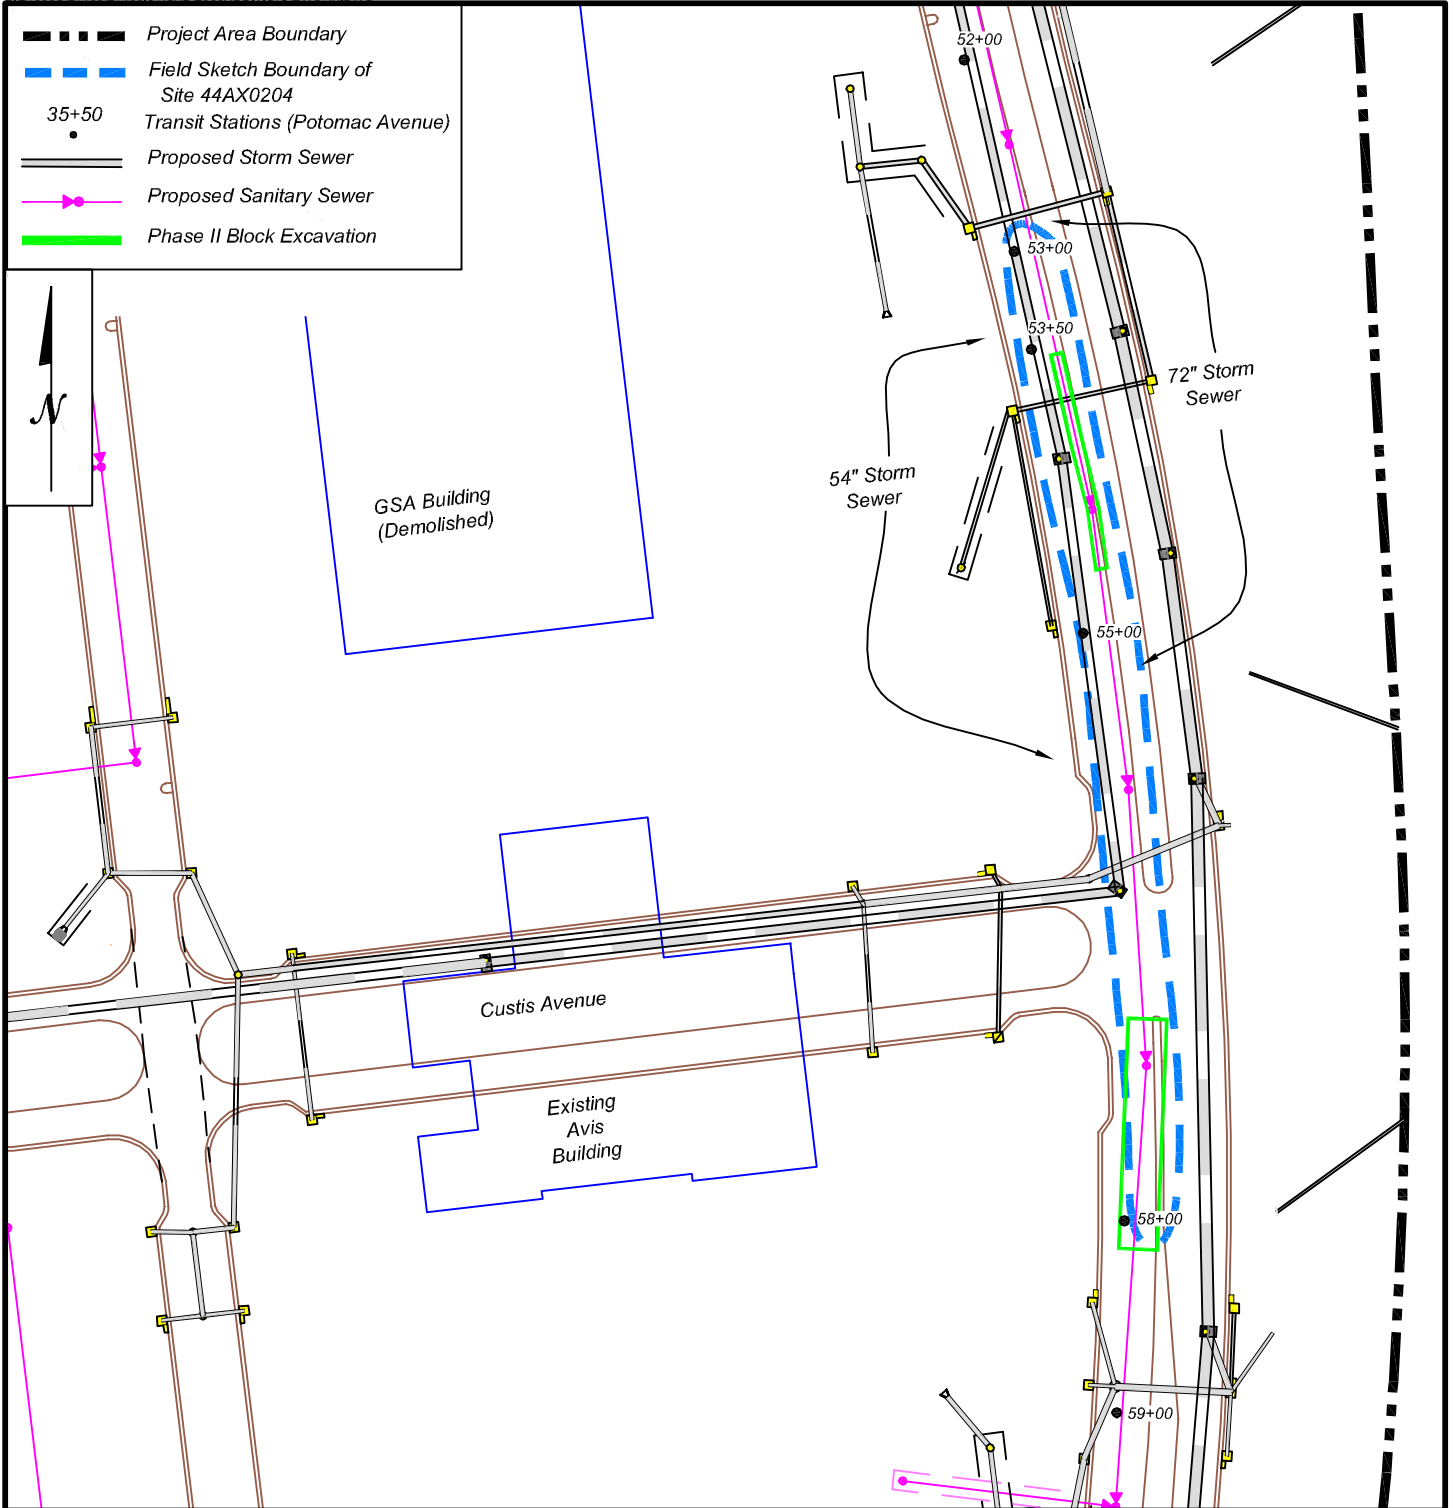 Project Area Boundary
Field Sketch Boundary of
Site 44AX0204
35+50
Transit Stations (Potomac Avenue)
Proposed Storm Sewer
Proposed Sanitary Sewer
Phase II Block Excavation
N
52+00
53+00
53+50
72" Storm
Sewer
54" Storm
Sewer
GSA Building
(Demolished)
55+00
Custis Avenue
Existing
Avis
Building
58+00
59+00